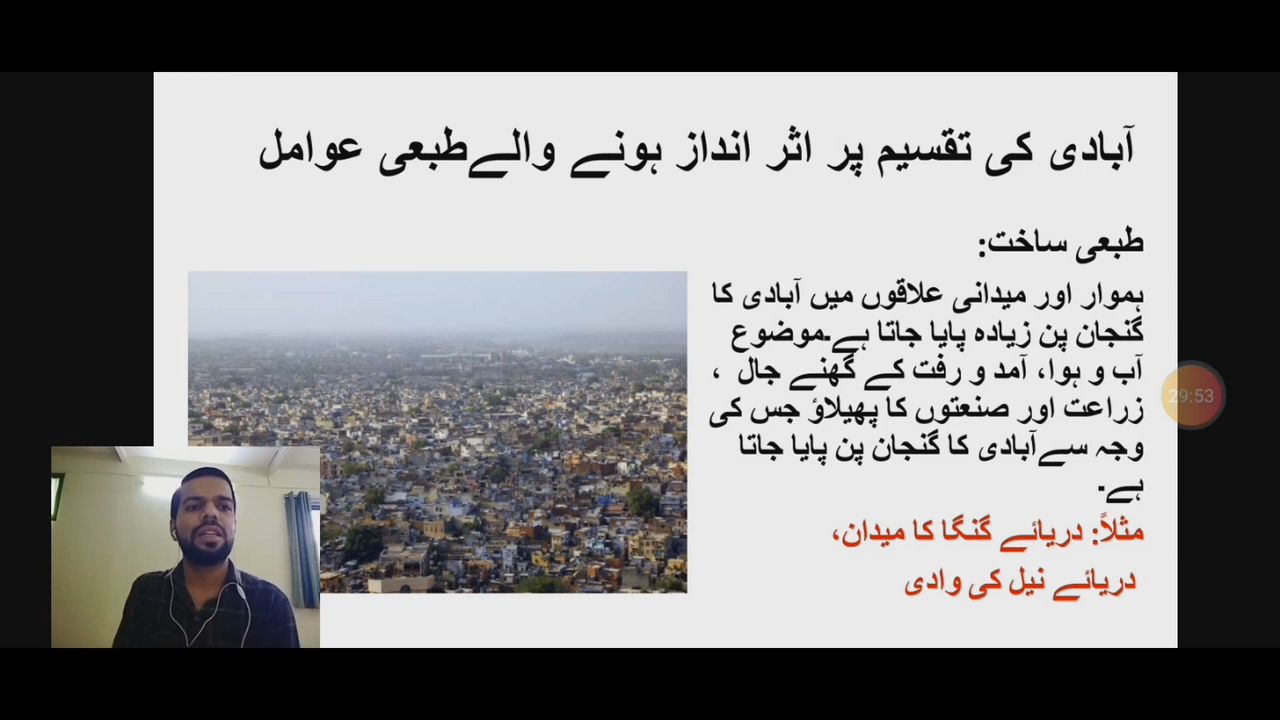 آبادی کی تقسیم پر اثر انداز ہونے والےطبعی عوامل
طبعی ساخت:
ہموار اور میدانی علاقوں میں آبادی کا
گنجان پن زیادہ پایا جاتا ہے۔موضوع
آب و ہوا، آمد و رفت کے گھنے جال ،
زراعت اور صنعتوں کا پھیلاؤ جس کی
وجہ سےآبادی کا گنجان پن پایا جاتا
ہے۔
مثلاً: دریائے گنگا کا میدان،
دریائے نیل کی وادی
29:53